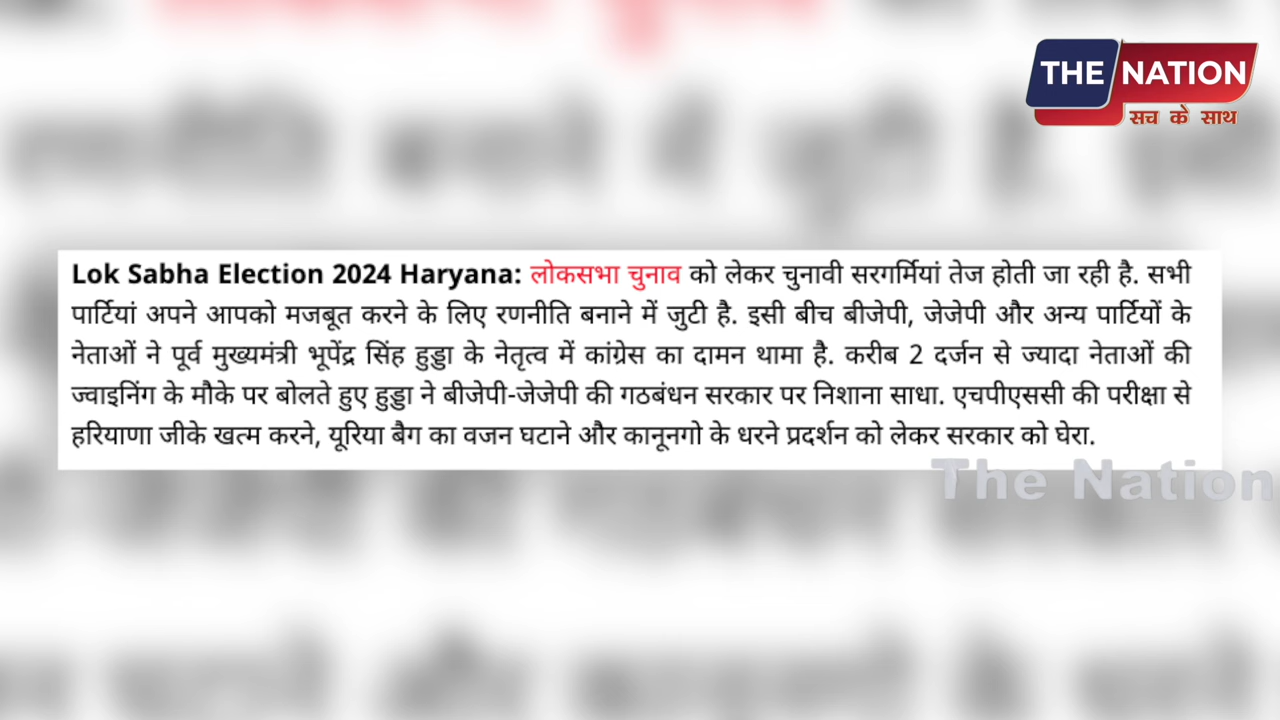 THE NATION
सच के साथ
Lok Sabha Election 2024 Haryana: लोकसभा चुनाव को लेकर चुनावी सरगर्मियां तेज होती जा रही है. सभी
पार्टियां अपने आपको मजबूत करने के लिए रणनीति बनाने में जुटी है. इसी बीच बीजेपी, जेजेपी और अन्य पार्टियों के
नेताओं ने पूर्व मुख्यमंत्री भूपेंद्र सिंह हुड्डा के नेतृत्व में कांग्रेस का दामन थामा है. करीब 2 दर्जन से ज्यादा नेताओं की
ज्वाइनिंग के मौके पर बोलते हुए हुड्डा ने बीजेपी-जेजेपी की गठबंधन सरकार पर निशाना साधा. एचपीएससी की परीक्षा से
हरियाणा जीके खत्म करने, यूरिया बैग का वजन घटाने और कानूनगो के धरने प्रदर्शन को लेकर सरकार को घेरा.
The Nation